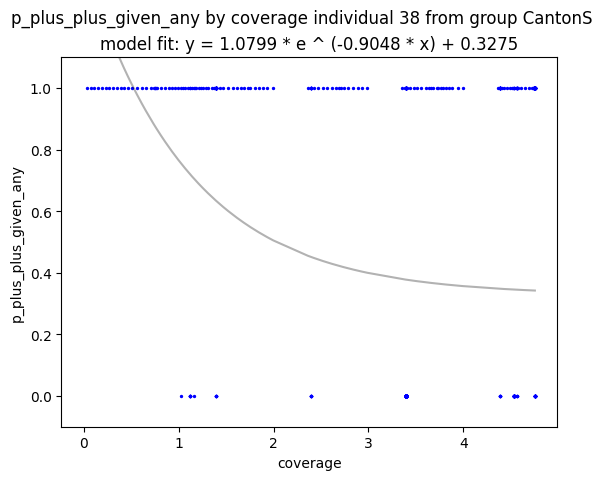 p_plus_plus_given_any by coverage individual 38 from group CantonS
model fit: y = 1.0799 * e ^ (-0.9048 * x) + 0.3275
1.0
0.8
0.6
0.4
0.2
0.0
p_plus_plus_given_any
0 1 2 3 4
coverage